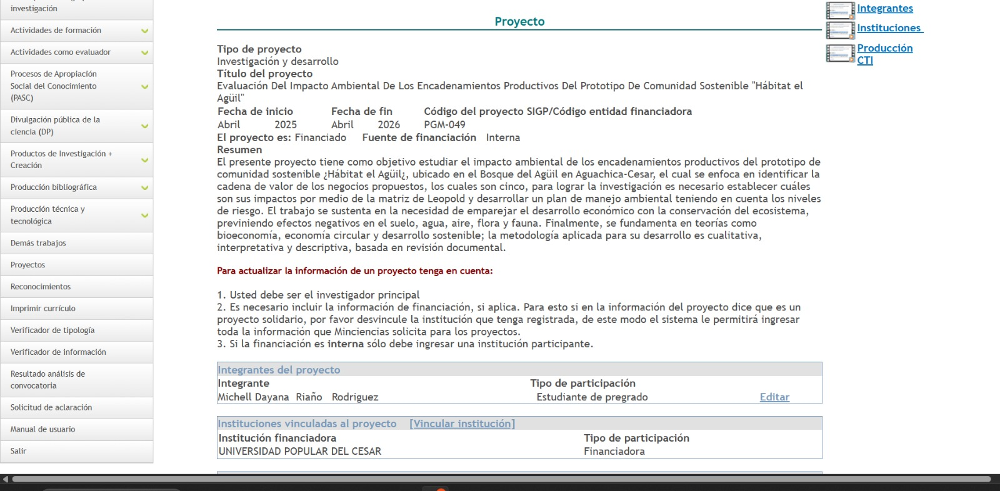 investigación
Actividades de formación
Actividades como evaluador
Procesos de Apropiación
Social del Conocimiento
(PASC)
Divulgación pública de la
ciencia (DP)
Productos de Investigación +
Creación
Producción bibliográfica
Producción técnica y
tecnológica
Demás trabajos
Proyectos
Reconocimientos
Imprimir currículo
Verificador de tipología
Verificador de información
Resultado análisis de
convocatoria
Solicitud de aclaración
Manual de usuario
Salir
Proyecto
Tipo de proyecto
Investigación y desarrollo
Título del proyecto
Evaluación Del Impacto Ambiental De Los Encadenamientos Productivos Del Prototipo De Comunidad Sostenible "Hábitat el
Agüil"
Fecha de inicio Fecha de fin Código del proyecto SIGP/Código entidad financiadora
Abril 2025 Abril 2026 PGM-049
El proyecto es: Financiado Fuente de financiación Interna
Resumen
El presente proyecto tiene como objetivo estudiar el impacto ambiental de los encadenamientos productivos del prototipo de
comunidad sostenible ¿Hábitat el Agüil¿, ubicado en el Bosque del Agüil en Aguachica-Cesar, el cual se enfoca en identificar la
cadena de valor de los negocios propuestos, los cuales son cinco, para lograr la investigación es necesario establecer cuáles
son sus impactos por medio de la matriz de Leopold y desarrollar un plan de manejo ambiental teniendo en cuenta los niveles
de riesgo. El trabajo se sustenta en la necesidad de emparejar el desarrollo económico con la conservación del ecosistema,
previniendo efectos negativos en el suelo, agua, aire, flora y fauna. Finalmente, se fundamenta en teorías como
bioeconomía, economía circular y desarrollo sostenible; la metodología aplicada para su desarrollo es cualitativa,
interpretativa y descriptiva, basada en revisión documental.
Para actualizar la información de un proyecto tenga en cuenta:
1. Usted debe ser el investigador principal
2. Es necesario incluir la información de financiación, si aplica. Para esto si en la información del proyecto dice que es un
proyecto solidario, por favor desvincule la institución que tenga registrada, de este modo el sistema le permitirá ingresar
toda la información que Minciencias solicita para los proyectos.
3. Si la financiación es interna sólo debe ingresar una institución participante.
Integrantes del proyecto
Integrante Tipo de participación
Michell Dayana Riaño Rodriguez Estudiante de pregrado Editar
Instituciones vinculadas al proyecto [Vincular institución]
Institución financiadora Tipo de participación
UNIVERSIDAD POPULAR DEL CESAR Financiadora
Integrantes
Instituciones
Producción
CTI